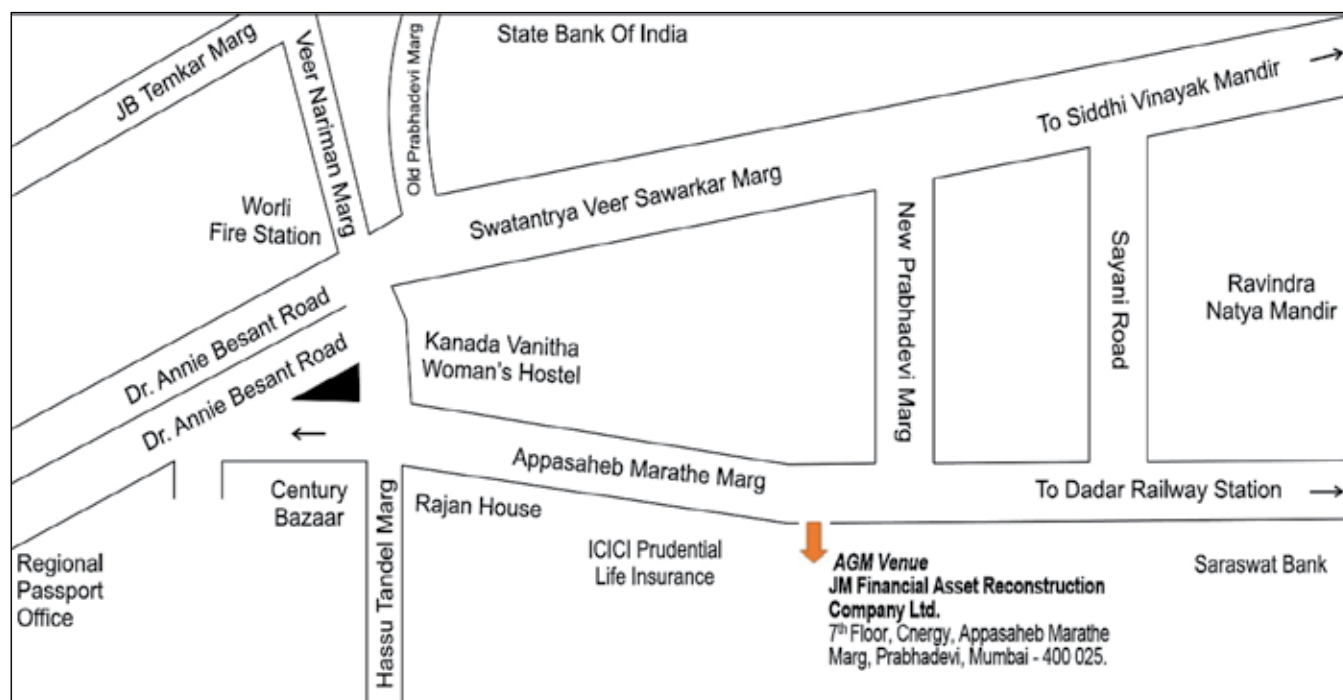 JB Temkar Marg
Veer Nariman Marg
Old Prabhadevi Marg
State Bank Of India
To Siddhi Vinayak Mandir
Swatantrya Veer Sawarkar Marg
Worli
Fire Station
New Prabhadevi Marg
Sayani Road
Ravindra
Natya Mandir
Dr. Annie Besant Road
Dr. Annie Besant Road
Kanada Vanitha
Woman's Hostel
Appasaheb Marathe Marg
To Dadar Railway Station
Century
Bazaar
Hassu Tandel Marg
Rajan House
Regional
Passport
Office
ICICI Prudential
Life Insurance
AGM Venue
JM Financial Asset Reconstruction
Company Ltd.
7th Floor, Cnergy, Appasaheb Marathe
Marg, Prabhadevi, Mumbai - 400 025.
Saraswat Bank